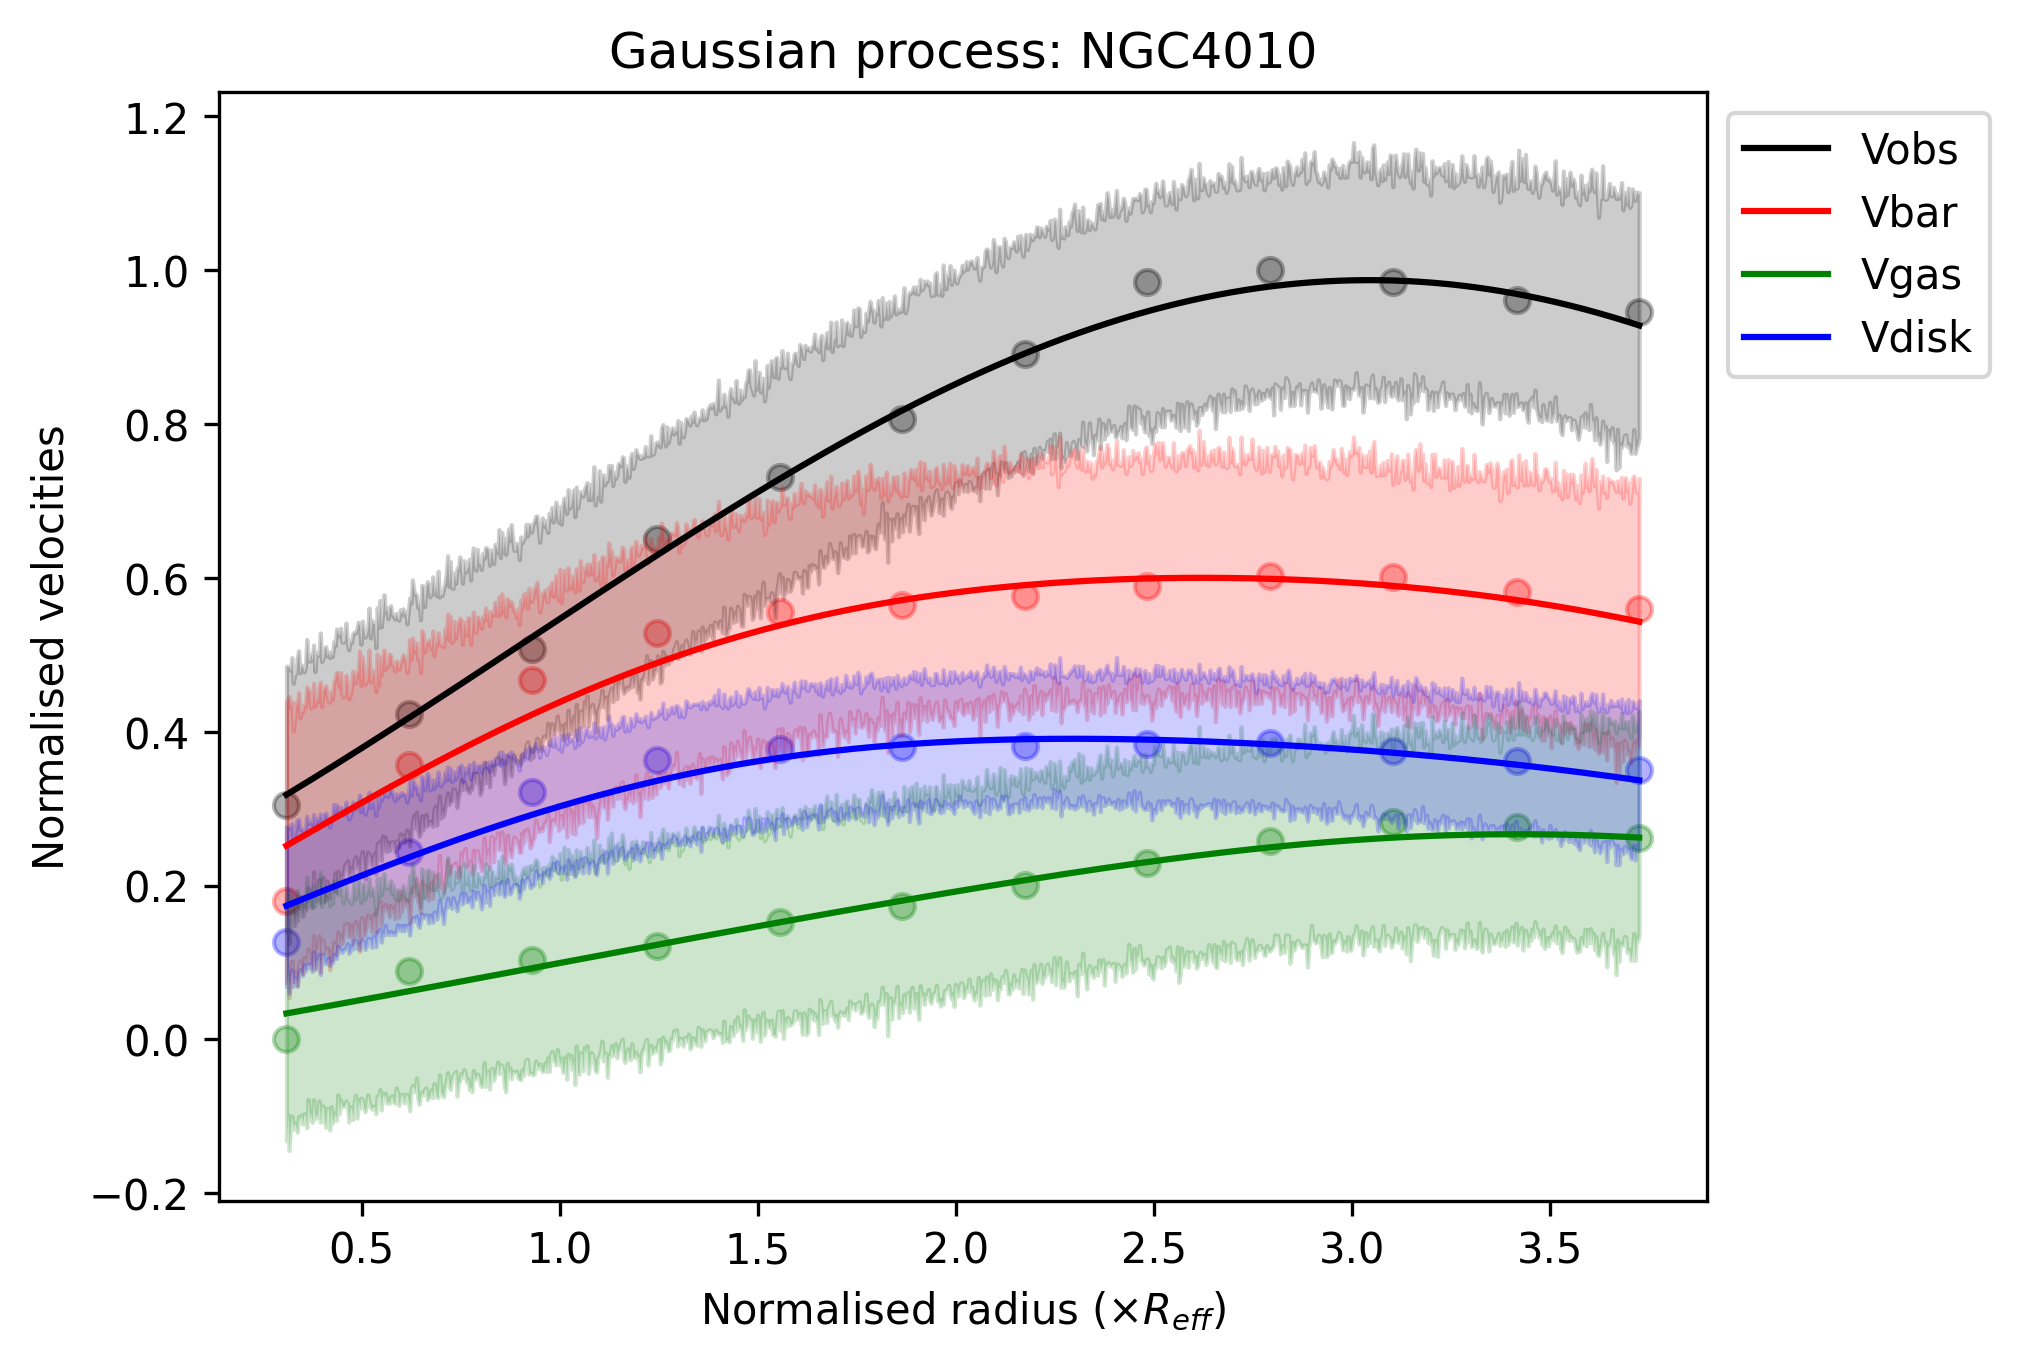 Gaussian process: NGC4010
1.2
1.0
0.8
0.6
0.4
0.2
0.0
−0.2
Normalised velocities
0.5 1.0 1.5 2.0 2.5 3.0 3.5
Normalised radius (×R_eff)
Vobs
Vbar
Vgas
Vdisk